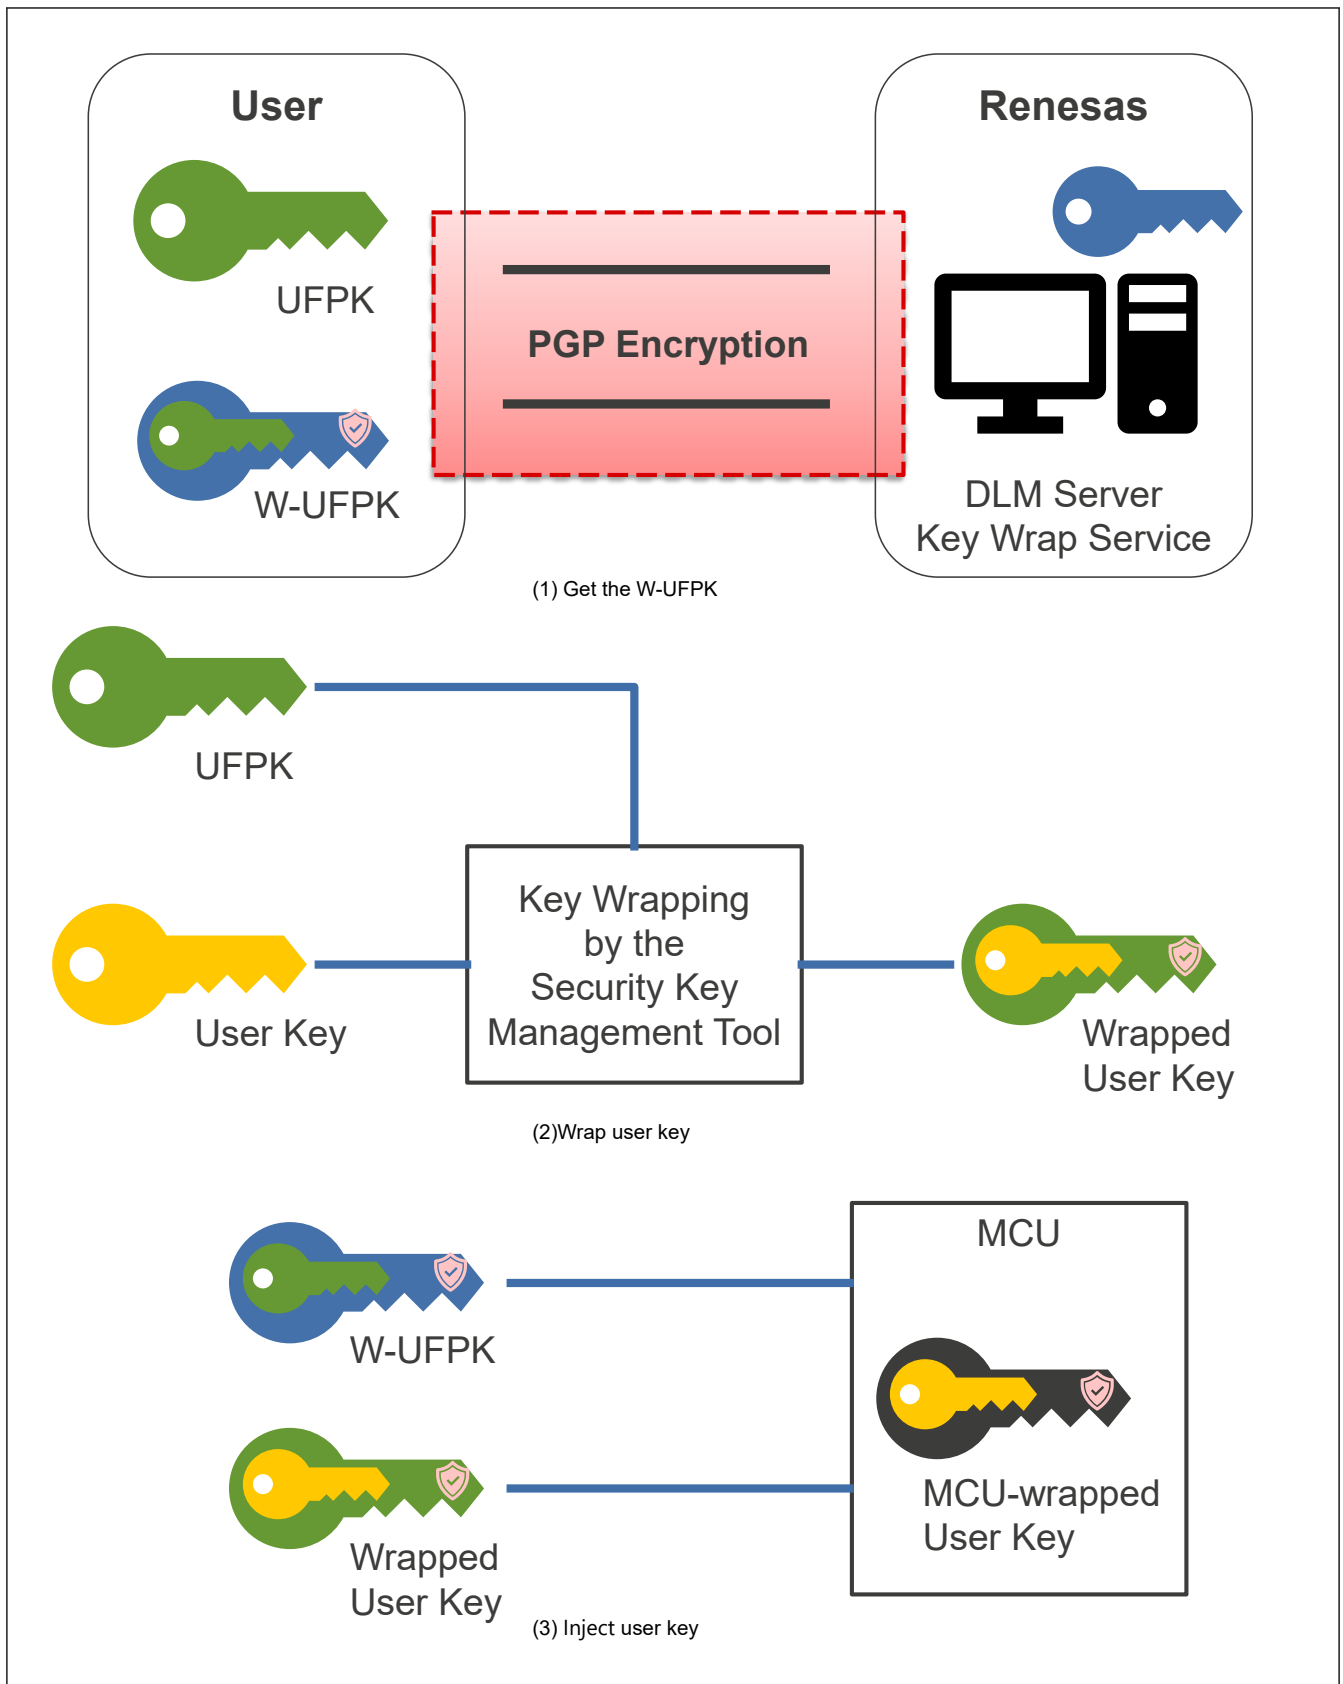 User
Renesas
UFPK
PGP Encryption
W-UFPK
DLM Server
Key Wrap Service
(1) Get the W-UFPK
UFPK
Key Wrapping
by the
Security Key
Management Tool
User Key
Wrapped
User Key
(2)Wrap user key
MCU
W-UFPK
MCU-wrapped
User Key
Wrapped
User Key
(3) Inject user key